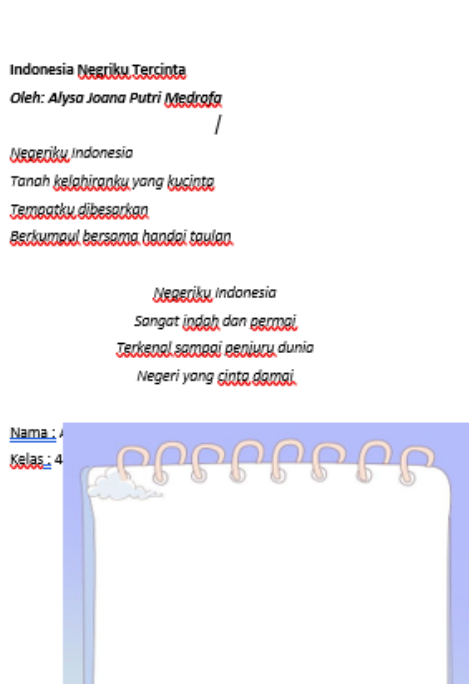 Indonesia Negriku Tercinta
Oleh: Alysa Joana Putri Medrofa
Negeriku Indonesia
Tanah kelahiranku yang kucinta
Tempatku dibesarkan
Berkumpul bersama handai taulan
Negeriku Indonesia
Sangat indah dan permai
Terkenal sampai penjuru dunia
Negeri yang cinta damai
Nama :
Kelas : 4